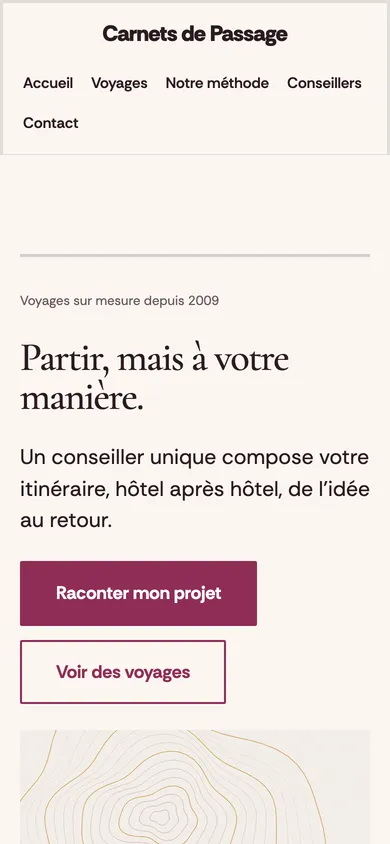 Carnets de Passage
Accueil Voyages Notre méthode Conseillers
Contact
Voyages sur mesure depuis 2009
Partir, mais à votre
manière.
Un conseiller unique compose votre
itinéraire, hôtel après hôtel, de l'idée
au retour.
Raconter mon projet
Voir des voyages